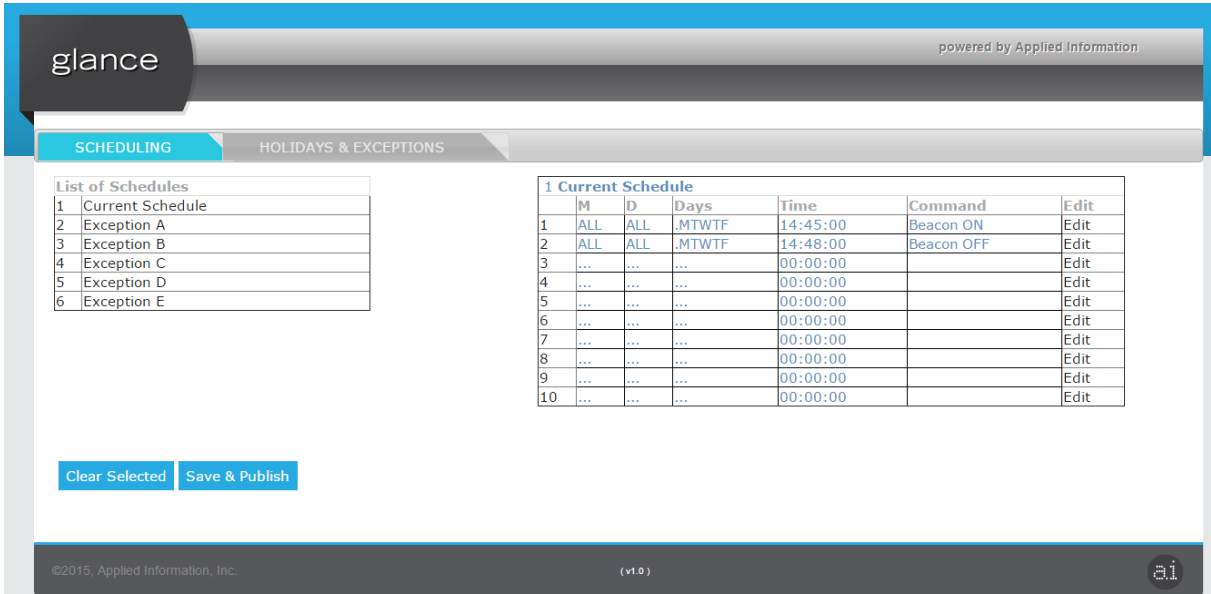 glance
powered by Applied Information
SCHEDULING HOLIDAYS & EXCEPTIONS
List of Schedules
1 Current Schedule
2 Exception A
3 Exception B
4 Exception C
5 Exception D
6 Exception E
1 Current Schedule
M D Days Time Command Edit
1 ALL ALL .MTWTF 14:45:00 Beacon ON Edit
2 ALL ALL .MTWTF 14:48:00 Beacon OFF Edit
3 ... ... ... 00:00:00 Edit
4 ... ... ... 00:00:00 Edit
5 ... ... ... 00:00:00 Edit
6 ... ... ... 00:00:00 Edit
7 ... ... ... 00:00:00 Edit
8 ... ... ... 00:00:00 Edit
9 ... ... ... 00:00:00 Edit
10 ... ... ... 00:00:00 Edit
Clear Selected Save & Publish
©2015, Applied Information, Inc. ( v1.0 ) ai